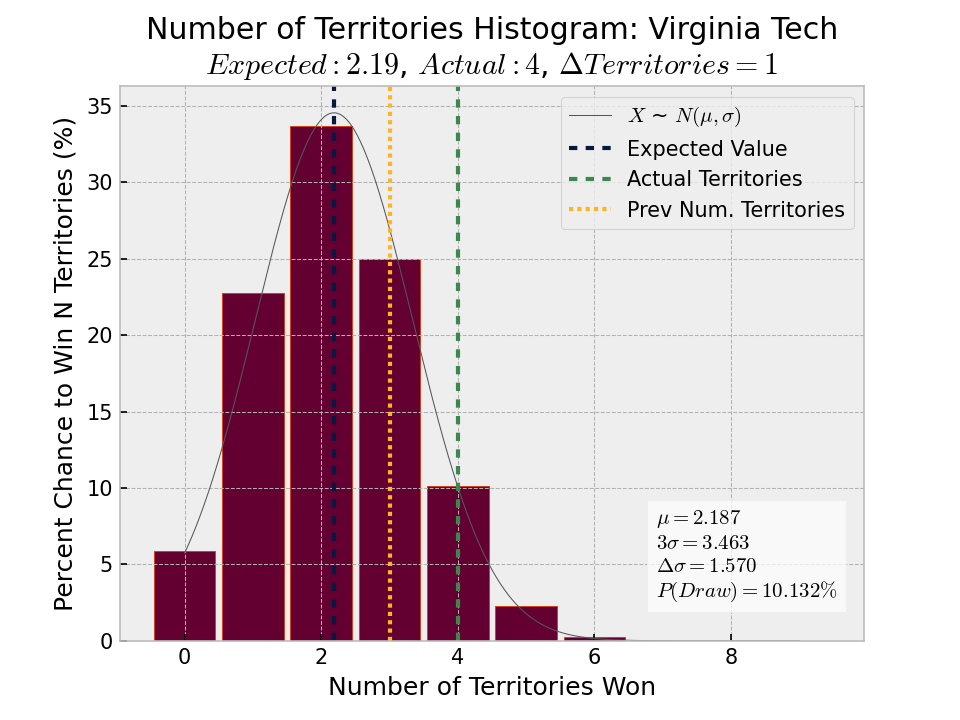 Number of Territories Histogram: Virginia Tech
Expected : 2.19, Actual : 4, ΔTerritories = 1
Percent Chance to Win N Territories (%)
35
30
25
20
15
10
5
0
X ~ N(μ, σ)
Expected Value
Actual Territories
Prev Num. Territories
μ = 2.187
3σ = 3.463
Δσ = 1.570
P(Draw) = 10.132%
0 2 4 6 8
Number of Territories Won